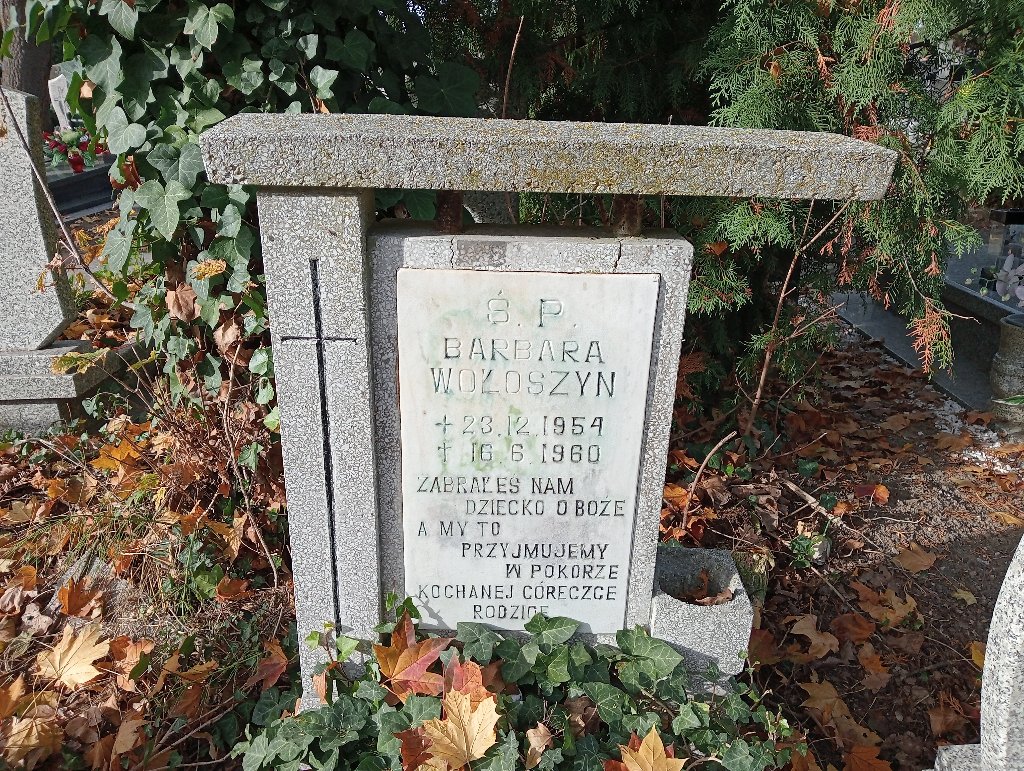 Ś. P.
BARBARA
WOŁOSZYN
23.12.1954
16.6.1960
ZABRAŁEŚ NAM
DZIECKO O BOŻE
A MY TO
PRZYJMUJEMY
W POKORZE
KOCHANEJ CÓRECZCE
RODZICE